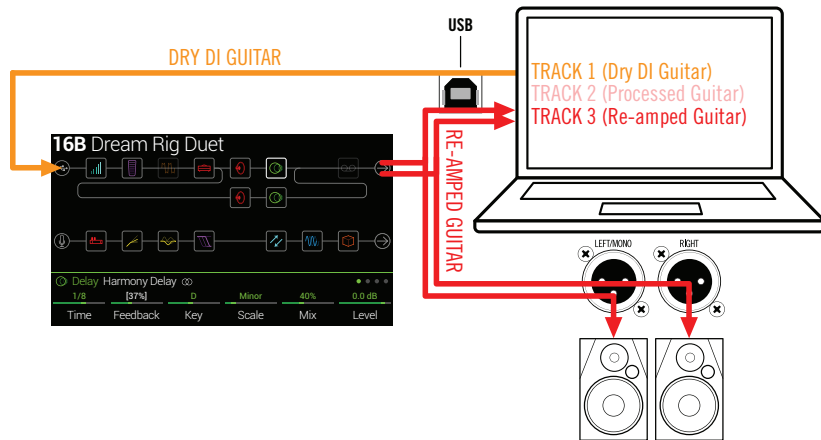 USB
DRY DI GUITAR
TRACK 1 (Dry DI Guitar)
TRACK 2 (Processed Guitar)
TRACK 3 (Re-amped Guitar)
RE-AMPED GUITAR
16B Dream Rig Duet
Delay Harmony Delay
1/8 [37%] D Minor 40% 0.0 dB
Time Feedback Key Scale Mix Level
LEFT/MONO RIGHT